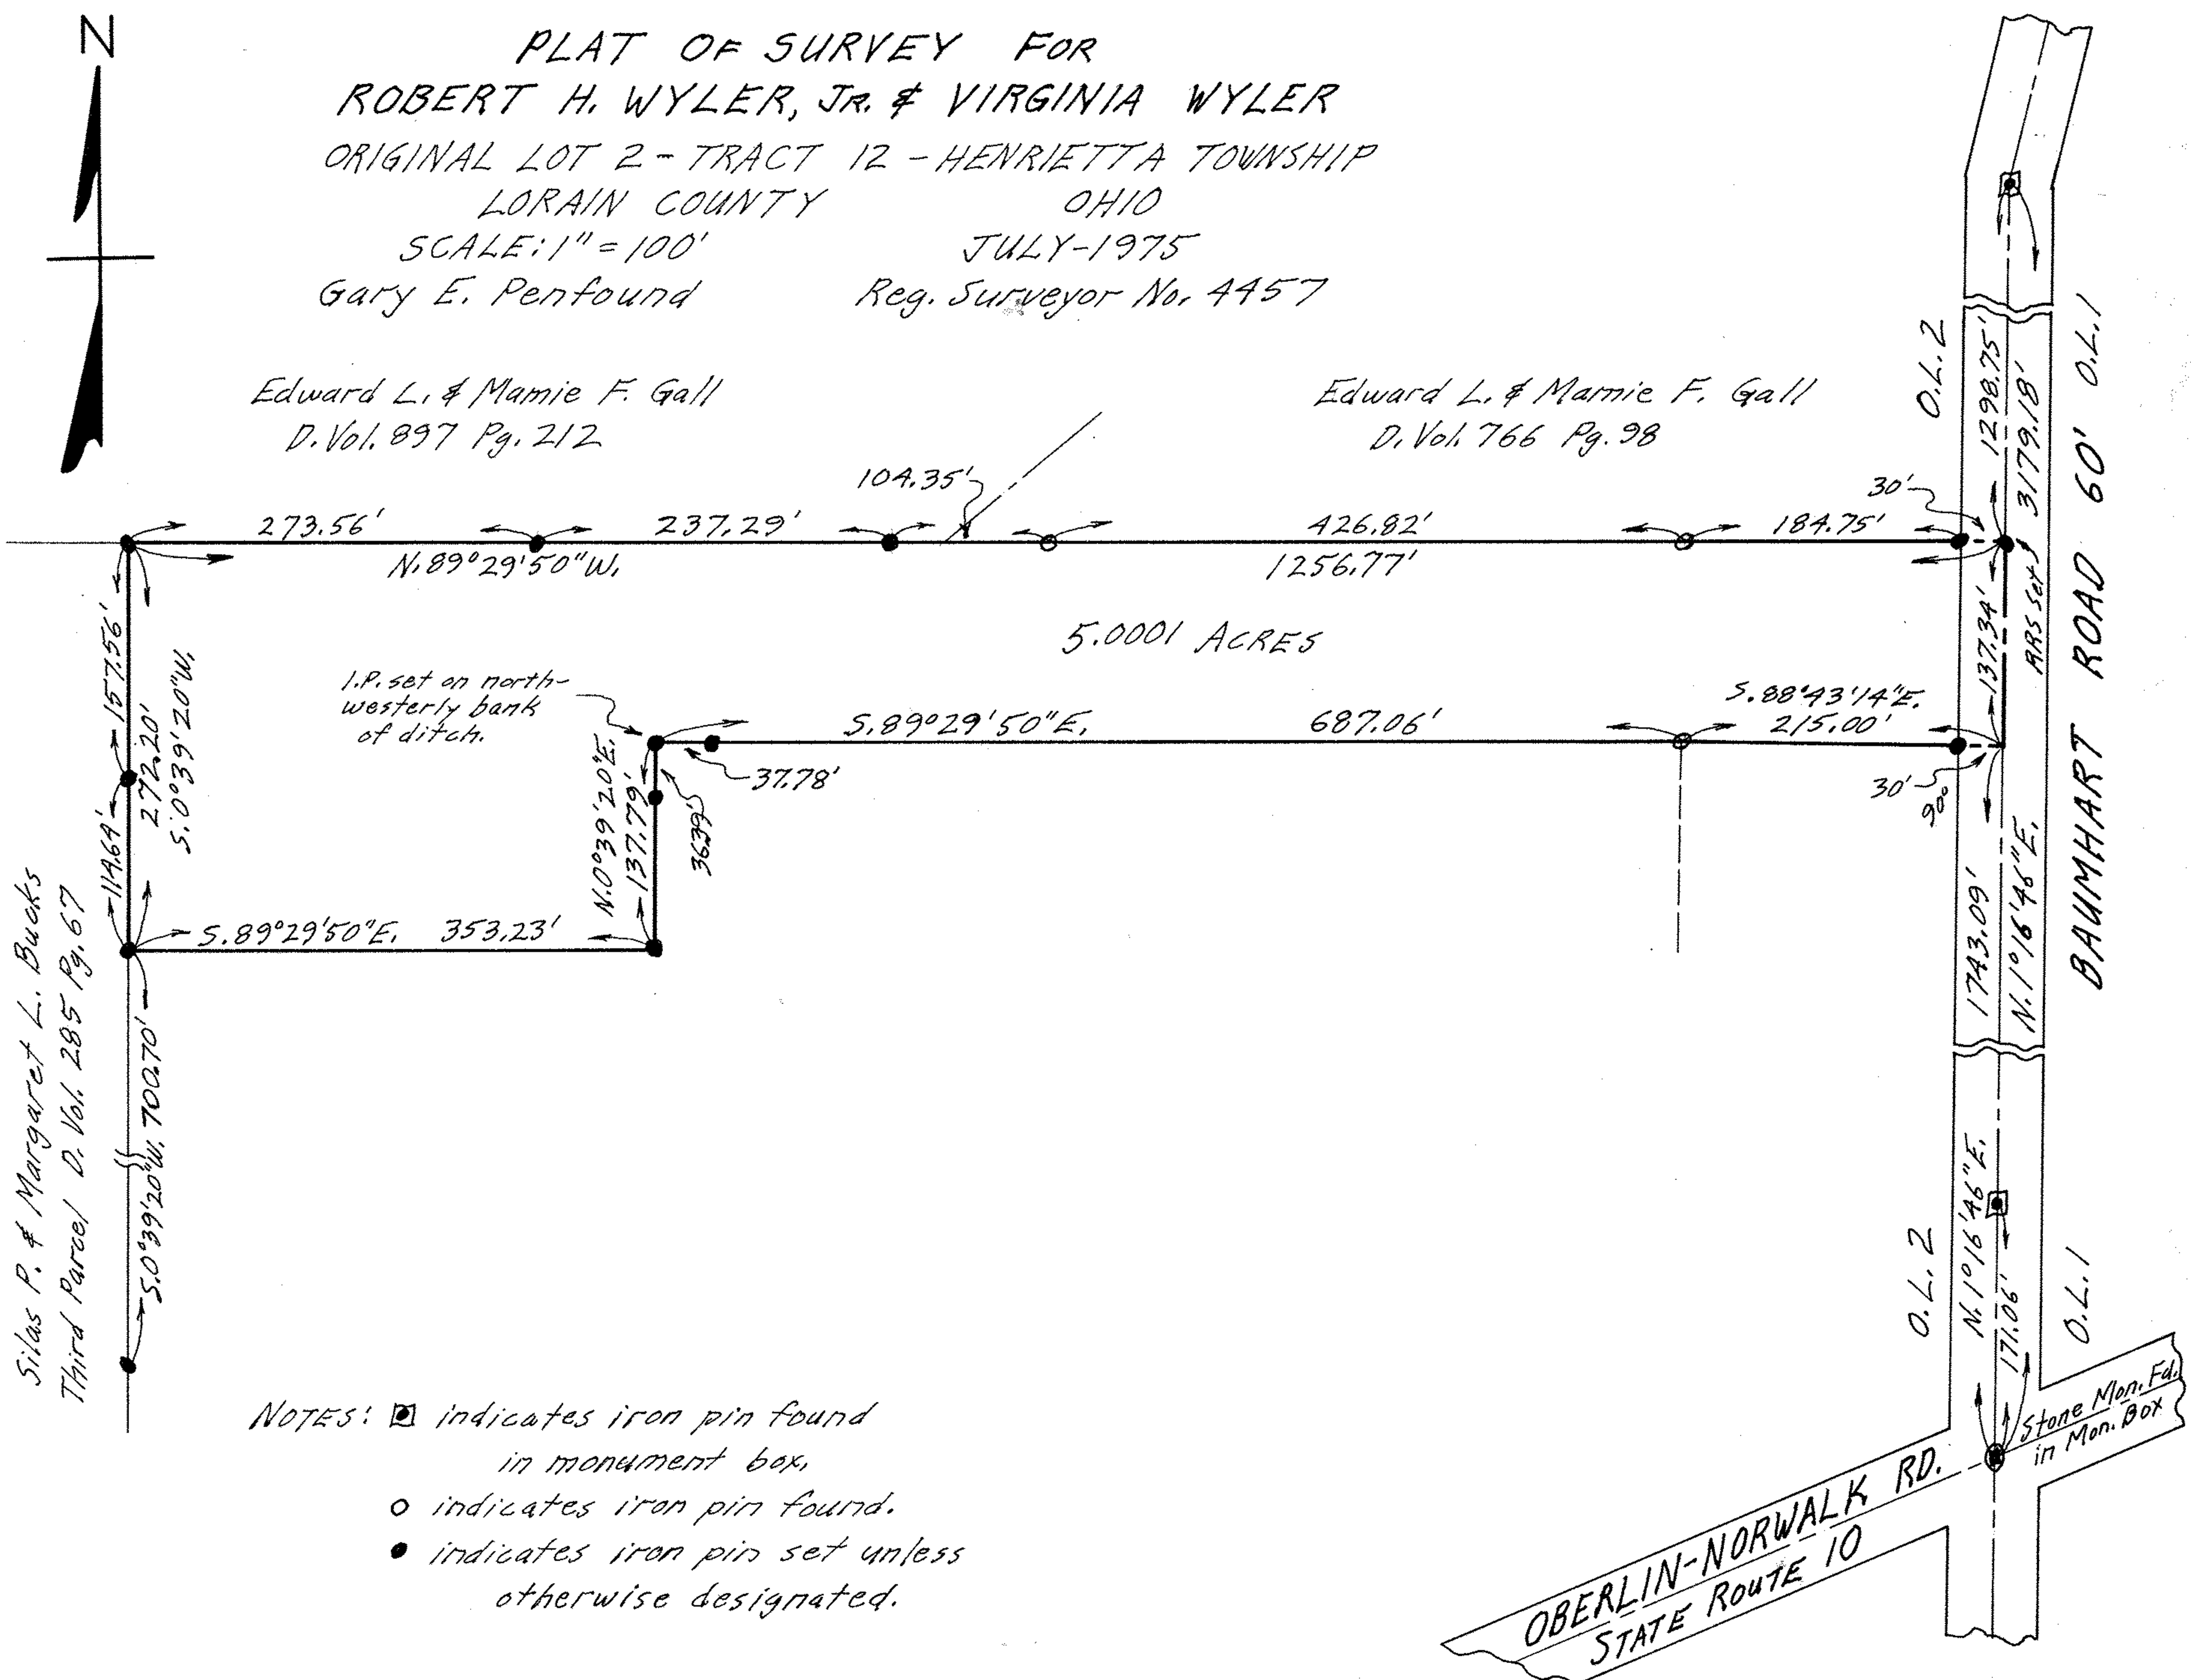 N
PLAT OF SURVEY FOR
ROBERT H. WYLER, JR. & VIRGINIA WYLER
ORIGINAL LOT 2 - TRACT 12 - HENRIETTA TOWNSHIP
LORAIN COUNTY OHIO
SCALE: 1" = 100' JULY-1975
Gary E. Penfound Reg. Surveyor No. 4457
Edward L. & Mamie F. Gall
D. Vol. 897 Pg. 212
Edward L. & Mamie F. Gall
D. Vol. 766 Pg. 98
O.L. 2
1298.75'
3179.18'
O.L. 1
104.35'
30'
273.56'
237.29'
426.82'
184.75'
N. 89° 29' 50" W.
1256.77'
5.0001 ACRES
137.34'
RRS Set
BAUMHART ROAD 60'
157.56'
272.20'
S. 0° 39' 20" W.
114.64'
I.P. set on north-
westerly bank
of ditch.
S. 89° 29' 50" E. 687.06'
S. 88° 43' 14" E.
215.00'
37.78'
36.39'
N. 0° 39' 20" E.
137.79'
30'
90°
S. 89° 29' 50" E. 353.23'
1743.09'
N. 1° 16' 46" E.
Silas P. & Margaret L. Bucks
Third Parcel D. Vol. 285 Pg. 67
S. 0° 39' 20" W. 700.70'
O.L. 2
N. 1° 16' 46" E.
171.06'
O.L. 1
Stone Mon. Fd.
in Mon. Box
OBERLIN-NORWALK RD.
STATE ROUTE 10
NOTES: indicates iron pin found
in monument box.
indicates iron pin found.
indicates iron pin set unless
otherwise designated.